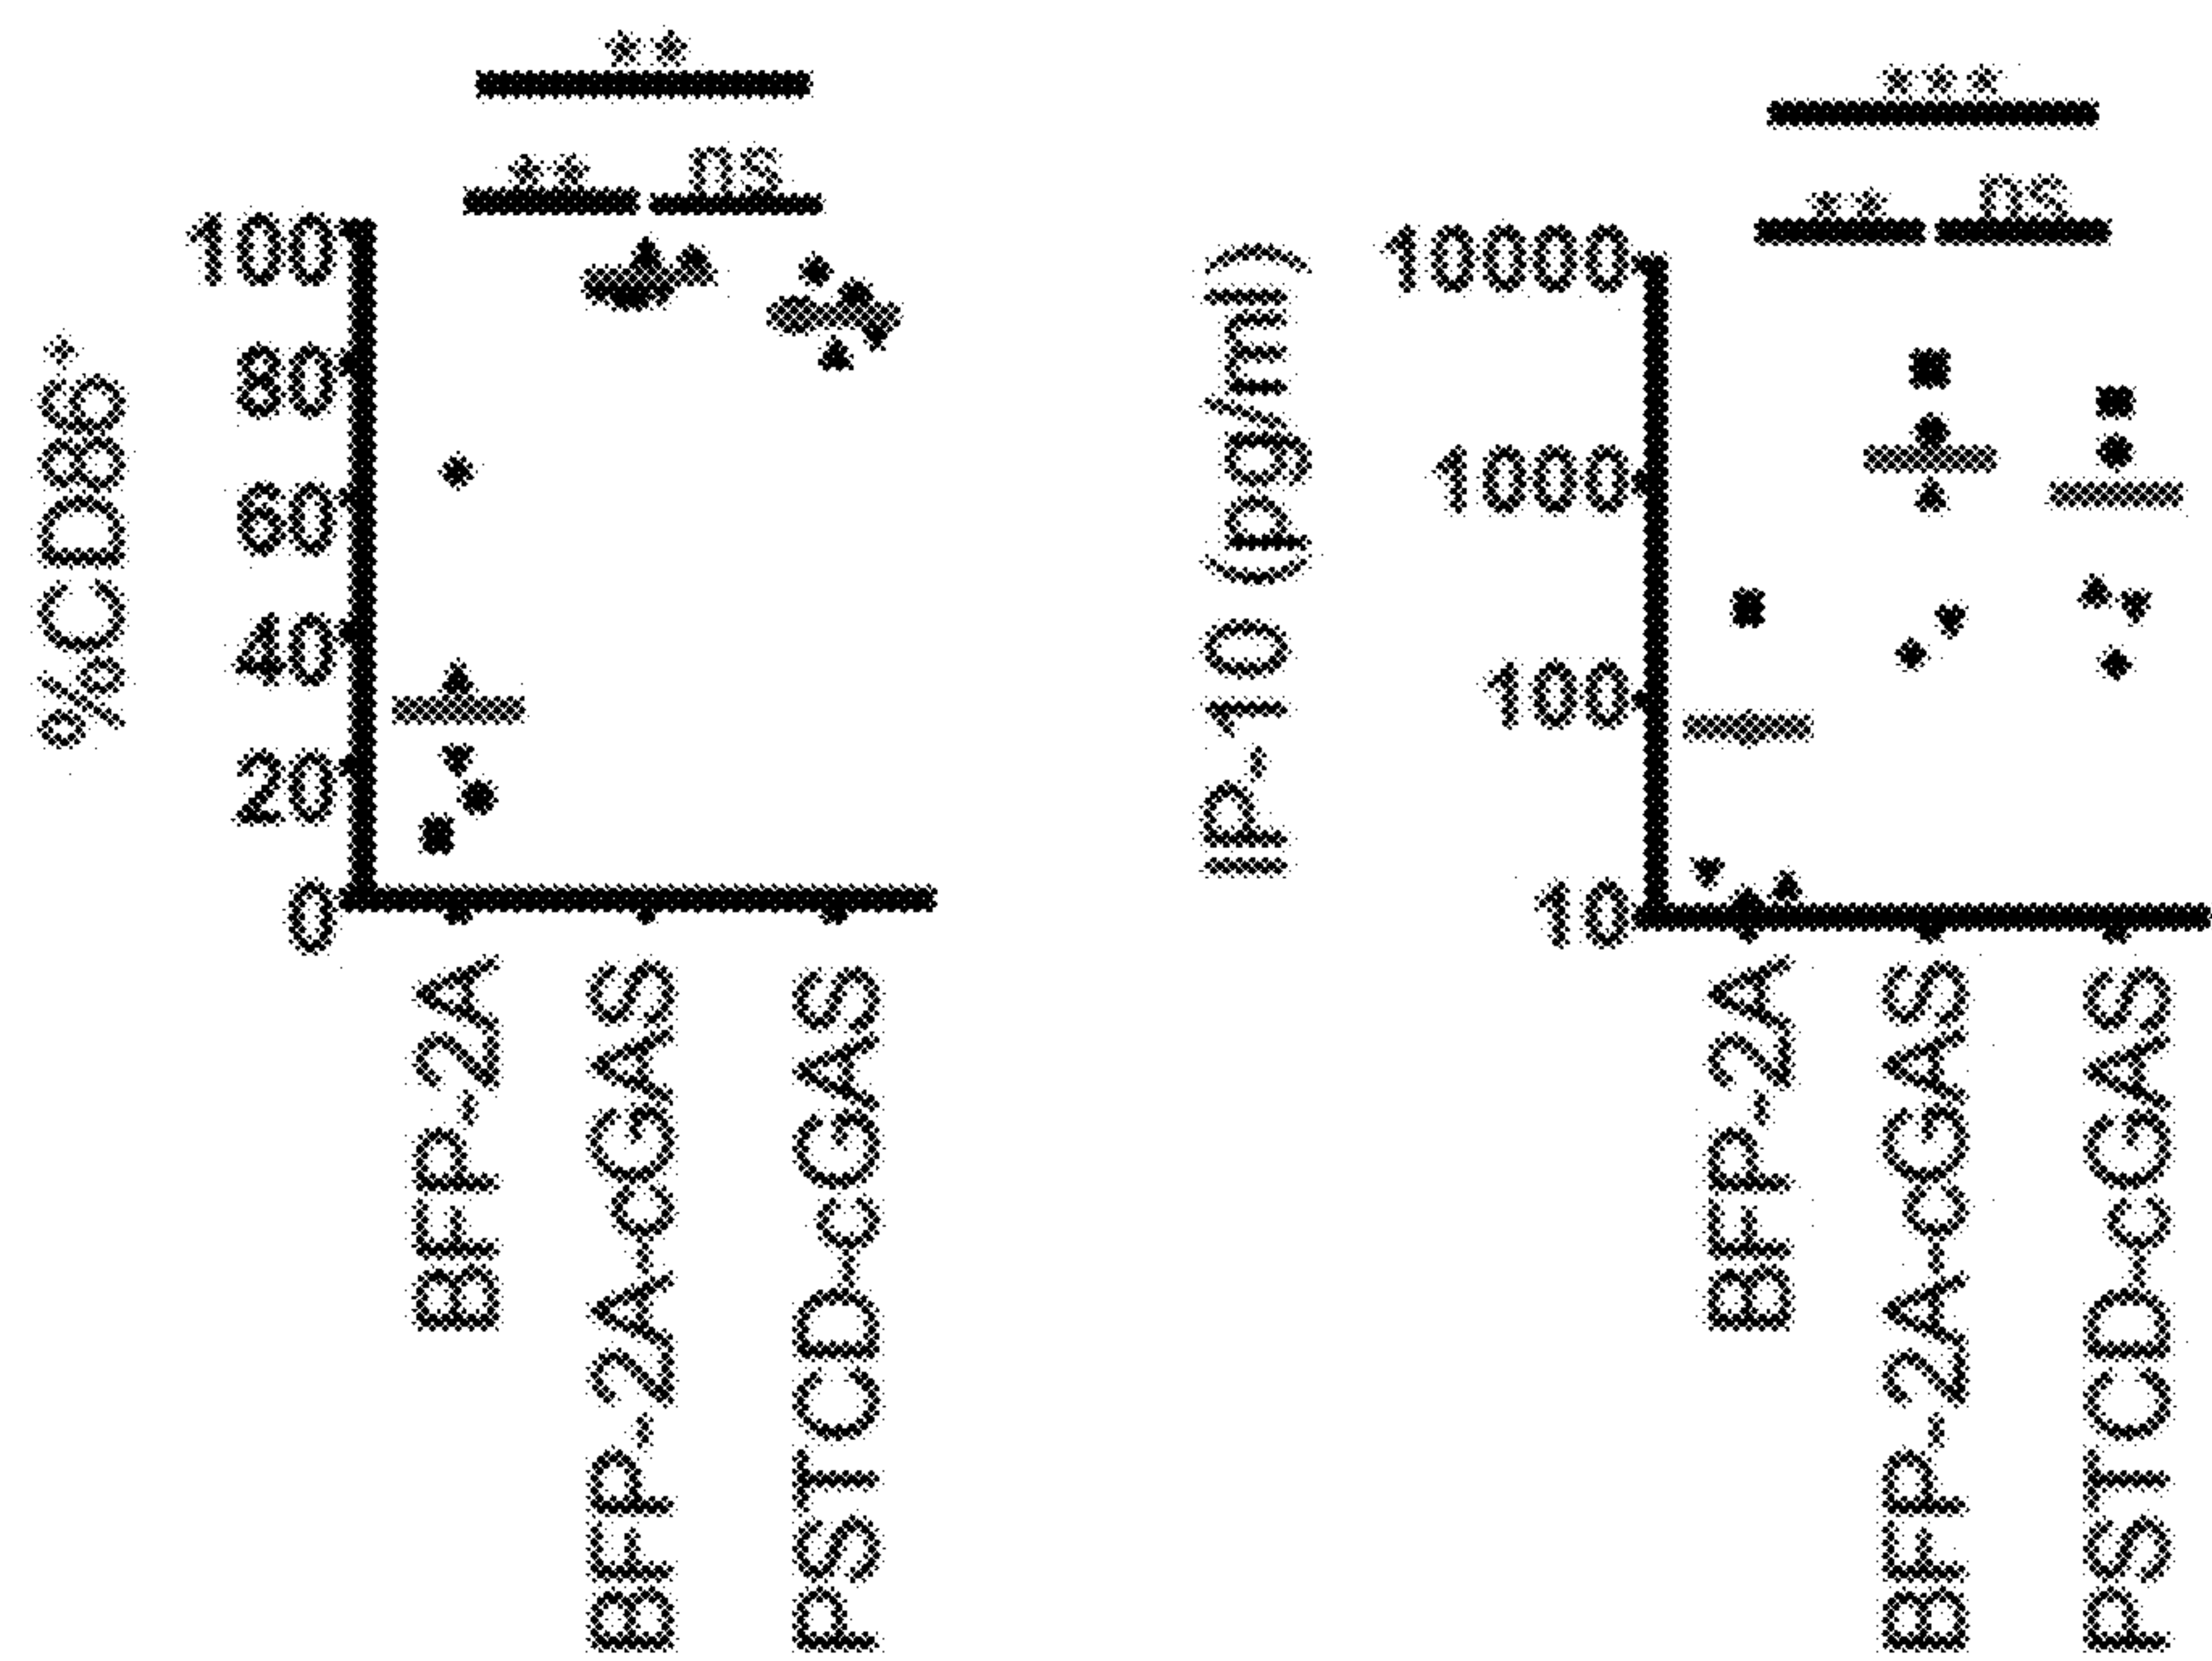 **
** ns
%CD86+
100
80
60
40
20
0
BFP-2A
BFP-2A-cGAS
PSTCD-cGAS
***
** ns
IP-10 (pg/ml)
10000
1000
100
10
BFP-2A
BFP-2A-cGAS
PSTCD-cGAS